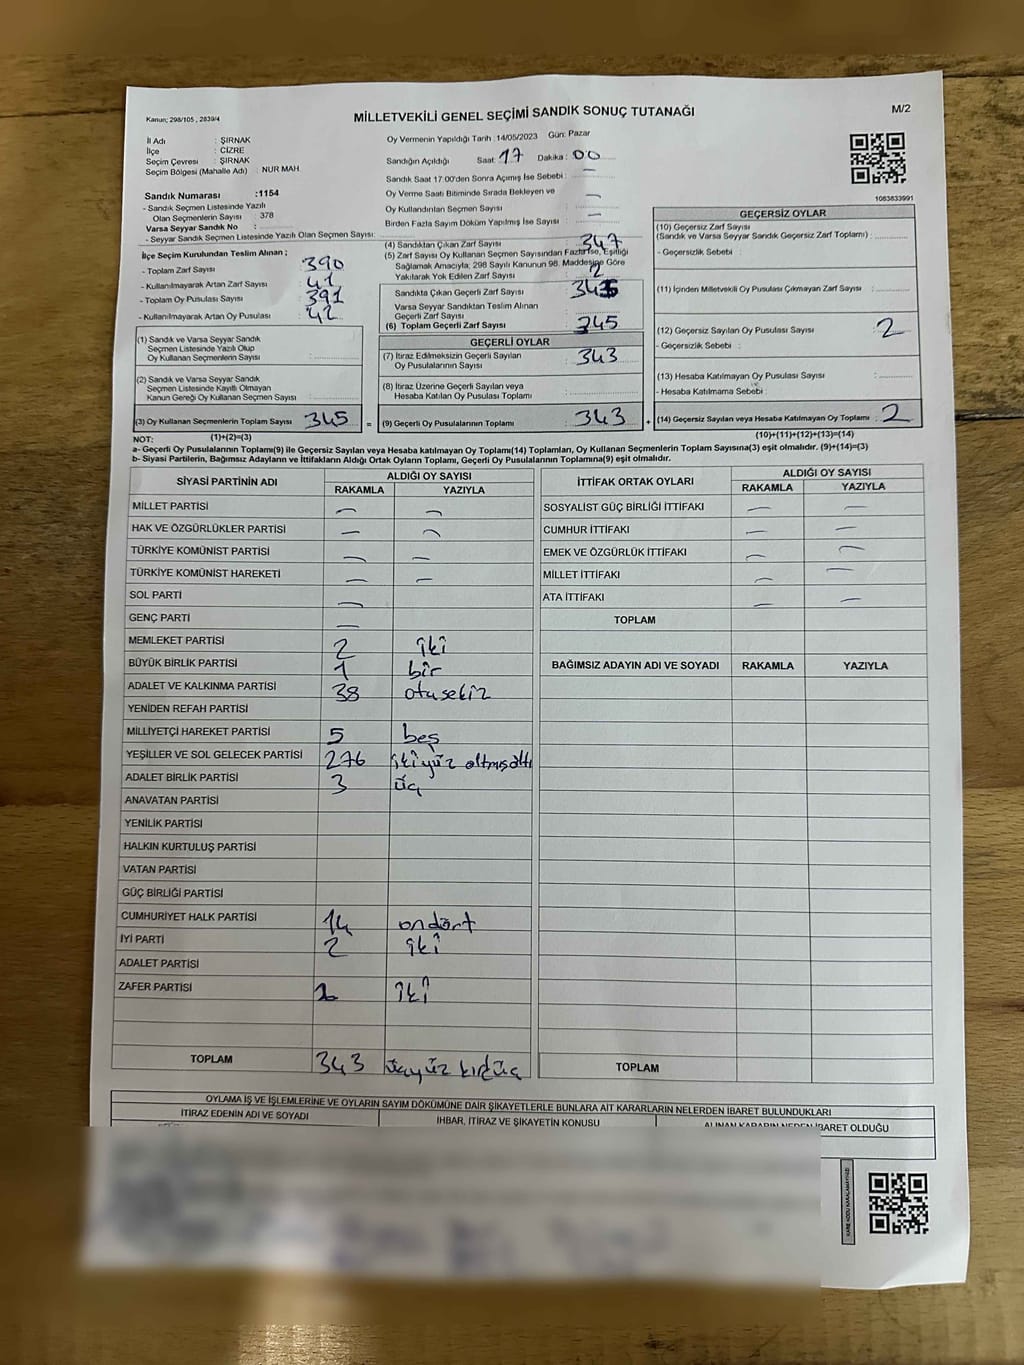 Kanun; 298/105 , 2839/4
MİLLETVEKİLİ GENEL SEÇİMİ SANDIK SONUÇ TUTANAĞI
M/2
İl Adı : ŞIRNAK
İlçe : CİZRE
Seçim Çevresi : ŞIRNAK
Seçim Bölgesi (Mahalle Adı) : NUR MAH
Sandık Numarası :1154
- Sandık Seçmen Listesinde Yazılı
Olan Seçmenlerin Sayısı : 378
Varsa Seyyar Sandık No :
- Seyyar Sandık Seçmen Listesinde Yazılı Olan Seçmen Sayısı:
Oy Vermenin Yapıldığı Tarih :14/05/2023 Gün: Pazar
Sandığın Açıldığı Saat: 17 Dakika : 00
Sandık Saat 17:00'den Sonra Açımış İse Sebebi : —
Oy Verme Saati Bitiminde Sırada Bekleyen ve
Oy Kullandırılan Seçmen Sayısı : —
Birden Fazla Sayım Döküm Yapılmış İse Sayısı : —
1083833991
İlçe Seçim Kurulundan Teslim Alınan ;
- Toplam Zarf Sayısı : 390
- Kullanılmayarak Artan Zarf Sayısı : 41
- Toplam Oy Pusulası Sayısı : 391
- Kullanılmayarak Artan Oy Pusulası : 42
(4) Sandıktan Çıkan Zarf Sayısı : 347
(5) Zarf Sayısı Oy Kullanan Seçmen Sayısından Fazla İse, Eşitliği
Sağlamak Amacıyla, 298 Sayılı Kanunun 98. Maddesine Göre
Yakılarak Yok Edilen Zarf Sayısı : 2
Sandıkta Çıkan Geçerli Zarf Sayısı : 345
Varsa Seyyar Sandıktan Teslim Alınan
Geçerli Zarf Sayısı :
(6) Toplam Geçerli Zarf Sayısı : 345
GEÇERSİZ OYLAR
(10) Geçersiz Zarf Sayısı
(Sandık ve Varsa Seyyar Sandık Geçersiz Zarf Toplamı) :
- Geçersizlik Sebebi :
(11) İçinden Milletvekili Oy Pusulası Çıkmayan Zarf Sayısı :
(12) Geçersiz Sayılan Oy Pusulası Sayısı : 2
- Geçersizlik Sebebi :
(13) Hesaba Katılmayan Oy Pusulası Sayısı :
- Hesaba Katılmama Sebebi :
(14) Geçersiz Sayılan veya Hesaba Katılmayan Oy Toplamı : 2
(1) Sandık ve Varsa Seyyar Sandık
Seçmen Listesinde Yazılı Olup
Oy Kullanan Seçmenlerin Sayısı :
(2) Sandık ve Varsa Seyyar Sandık
Seçmen Listesinde Kayıtlı Olmayan
Kanun Gereği Oy Kullanan Seçmen Sayısı :
(3) Oy Kullanan Seçmenlerin Toplam Sayısı : 345
=
GEÇERLİ OYLAR
(7) İtiraz Edilmeksizin Geçerli Sayılan
Oy Pusulalarının Sayısı : 343
(8) İtiraz Üzerine Geçerli Sayılan veya
Hesaba Katılan Oy Pusulası Toplamı :
(9) Geçerli Oy Pusulalarının Toplamı : 343
+
NOT: (1)+(2)=(3)
(10)+(11)+(12)+(13)=(14)
a- Geçerli Oy Pusulalarının Toplamı(9) ile Geçersiz Sayılan veya Hesaba katılmayan Oy Toplamı(14) Toplamları, Oy Kullanan Seçmenlerin Toplam Sayısına(3) eşit olmalıdır. (9)+(14)=(3)
b- Siyasi Partilerin, Bağımsız Adayların ve İttifakların Aldığı Ortak Oyların Toplamı, Geçerli Oy Pusulalarının Toplamına(9) eşit olmalıdır.
SİYASİ PARTİNİN ADI
ALDIĞI OY SAYISI
RAKAMLA YAZIYLA
MİLLET PARTİSİ — —
HAK VE ÖZGÜRLÜKLER PARTİSİ — —
TÜRKİYE KOMÜNİST PARTİSİ — —
TÜRKİYE KOMÜNİST HAREKETİ — —
SOL PARTİ —
GENÇ PARTİ —
MEMLEKET PARTİSİ 2 iki
BÜYÜK BİRLİK PARTİSİ 1 bir
ADALET VE KALKINMA PARTİSİ 38 otusekiz
YENİDEN REFAH PARTİSİ
MİLLİYETÇİ HAREKET PARTİSİ 5 beş
YEŞİLLER VE SOL GELECEK PARTİSİ 276 ikiyüz altmışaltı
ADALET BİRLİK PARTİSİ 3 üç
ANAVATAN PARTİSİ
YENİLİK PARTİSİ
HALKIN KURTULUŞ PARTİSİ
VATAN PARTİSİ
GÜÇ BİRLİĞİ PARTİSİ
CUMHURİYET HALK PARTİSİ 14 ondört
İYİ PARTİ 2 iki
ADALET PARTİSİ
ZAFER PARTİSİ 2 iki
TOPLAM 343 üçyüz kırküç
İTTİFAK ORTAK OYLARI
ALDIĞI OY SAYISI
RAKAMLA YAZIYLA
SOSYALİST GÜÇ BİRLİĞİ İTTİFAKI — —
CUMHUR İTTİFAKI — —
EMEK VE ÖZGÜRLÜK İTTİFAKI — —
MİLLET İTTİFAKI — —
ATA İTTİFAKI — —
TOPLAM
BAĞIMSIZ ADAYIN ADI VE SOYADI RAKAMLA YAZIYLA
TOPLAM
OYLAMA İŞ VE İŞLEMLERİNE VE OYLARIN SAYIM DÖKÜMÜNE DAİR ŞİKAYETLERLE BUNLARA AİT KARARLARIN NELERDEN İBARET BULUNDUKLARI
İTİRAZ EDENİN ADI VE SOYADI
İHBAR, İTİRAZ VE ŞİKAYETİN KONUSU
ALINAN KARARIN NEDEN İBARET OLDUĞU